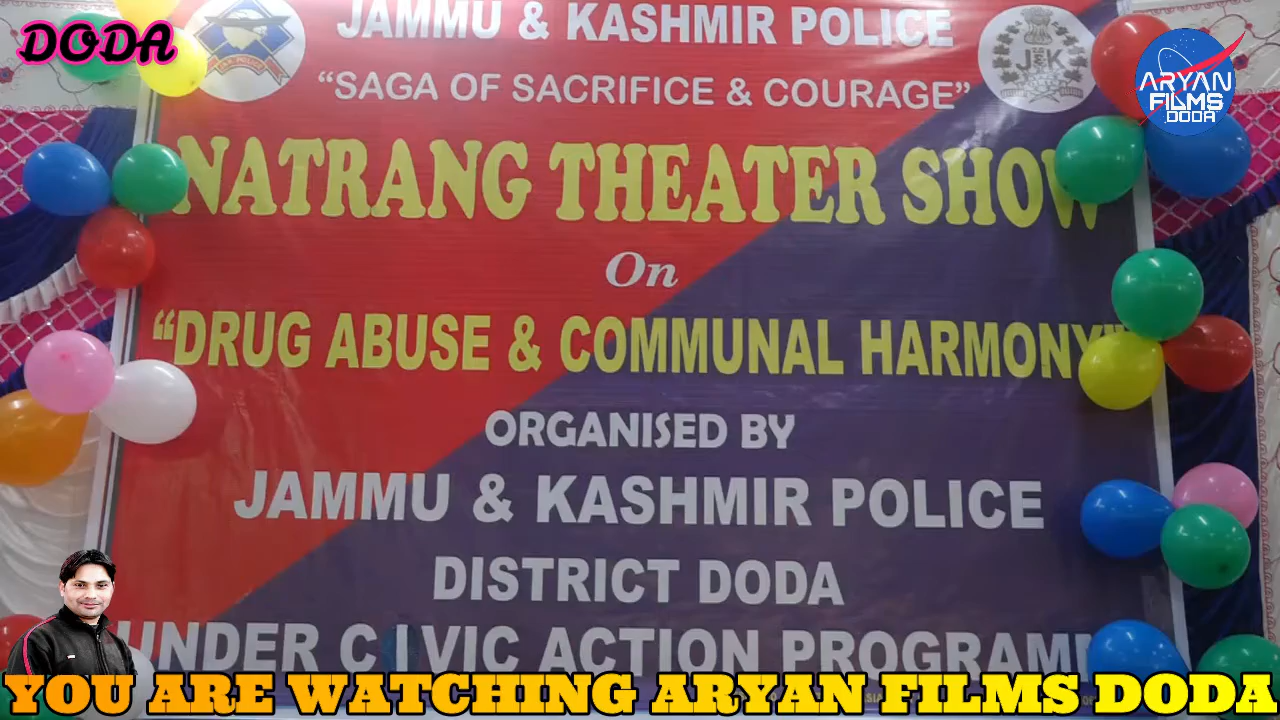 DODA
JAMMU & KASHMIR POLICE
"SAGA OF SACRIFICE & COURAGE"
J&K
ARYAN
FILMS
DODA
NATRANG THEATER SHOW
On
"DRUG ABUSE & COMMUNAL HARMONY"
ORGANISED BY
JAMMU & KASHMIR POLICE
DISTRICT DODA
UNDER CIVIC ACTION PROGRAMM
YOU ARE WATCHING ARYAN FILMS DODA